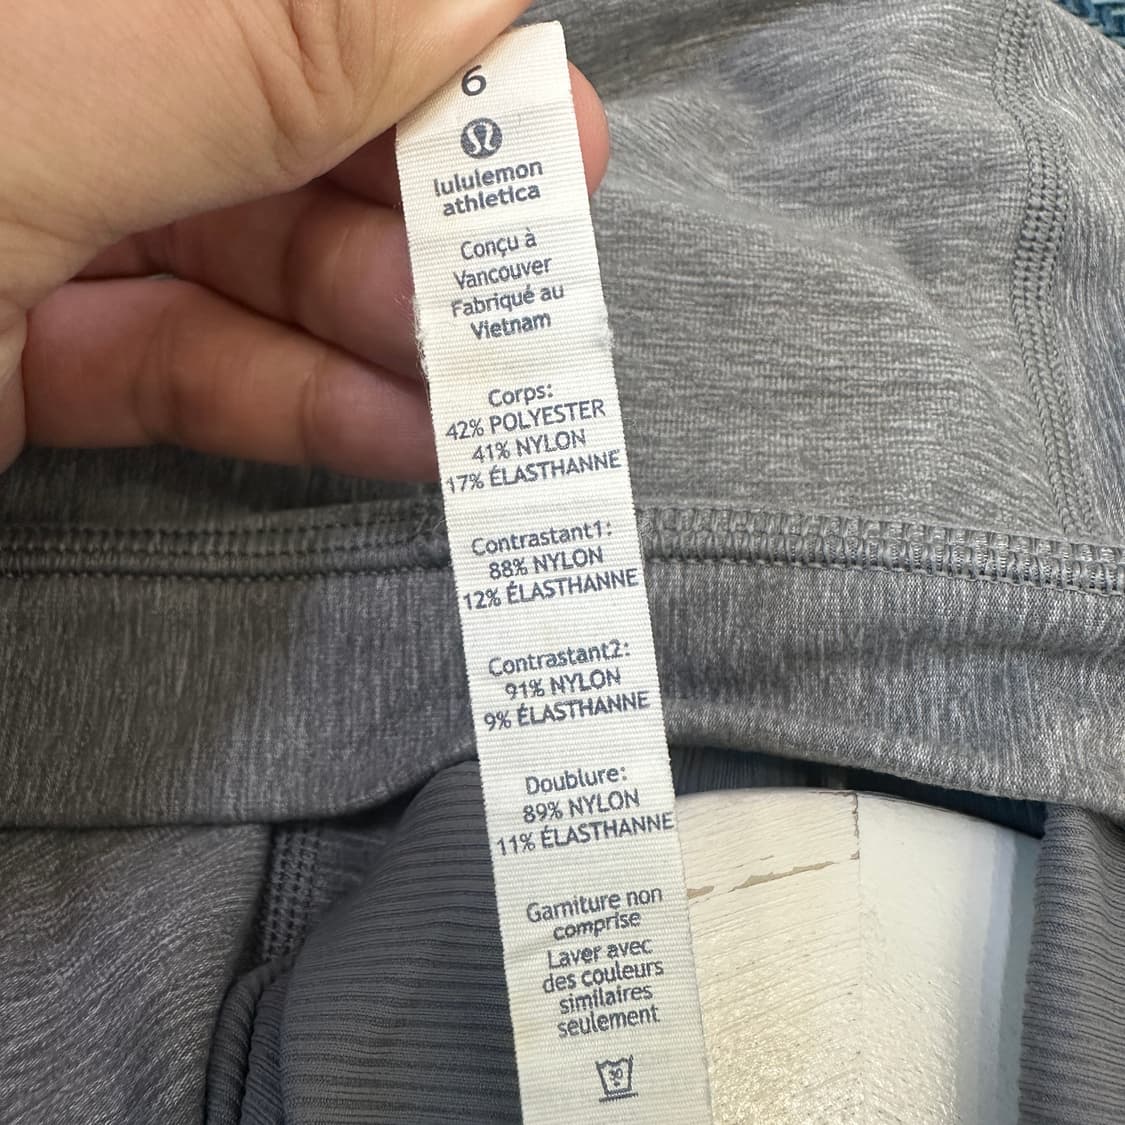 6
lululemon
athletica
Conçu à
Vancouver
Fabriqué au
Vietnam
Corps:
42% POLYESTER
41% NYLON
17% ÉLASTHANNE
Contrastant1:
88% NYLON
12% ÉLASTHANNE
Contrastant2:
91% NYLON
9% ÉLASTHANNE
Doublure:
89% NYLON
11% ÉLASTHANNE
Garniture non
comprise
Laver avec
des couleurs
similaires
seulement
30